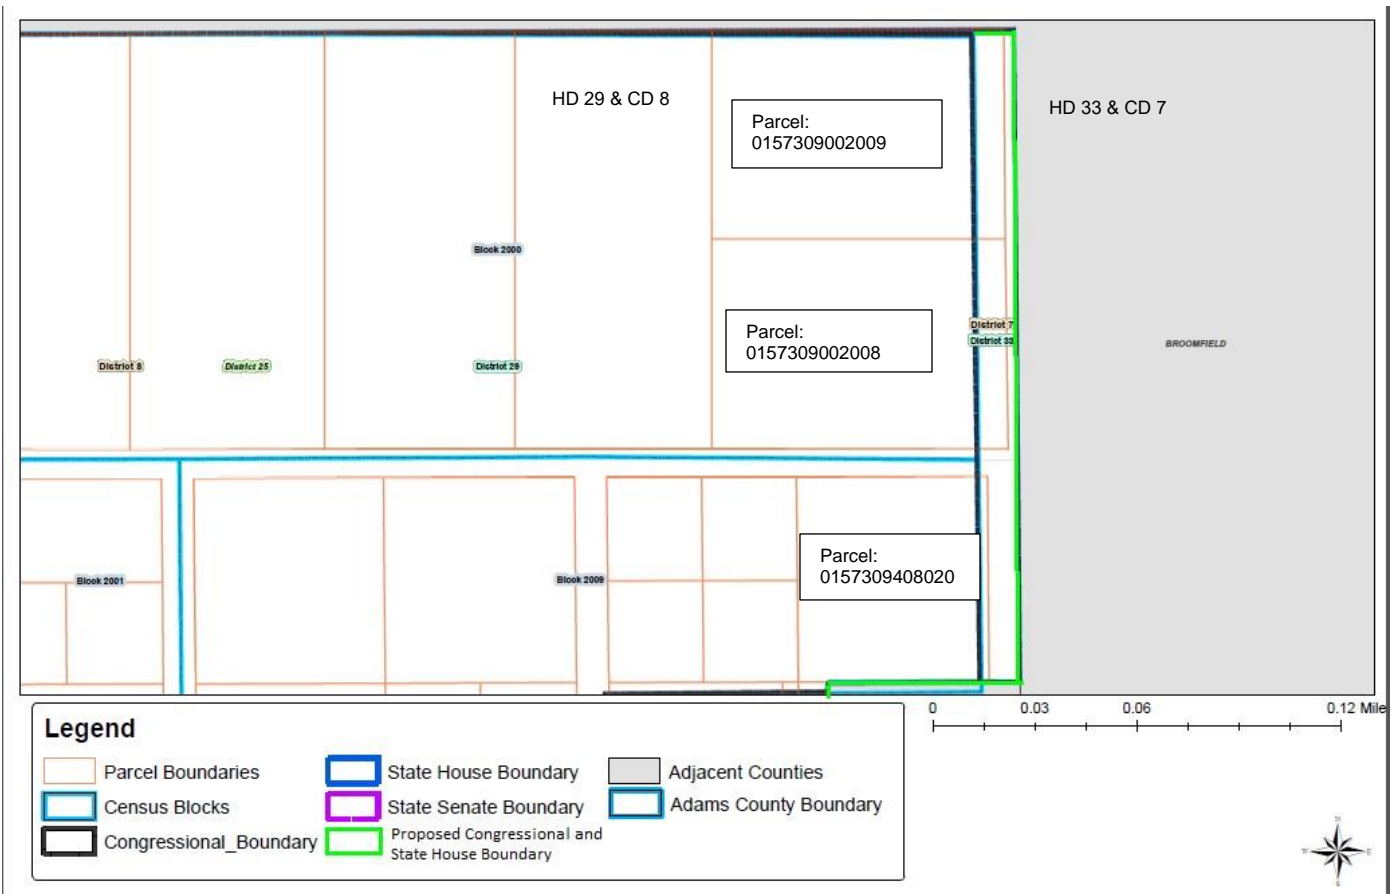 HD 29 & CD 8
HD 33 & CD 7
Parcel:
0157309002009
Block 2000
Parcel:
0157309002008
District 7
District 33
BROOMFIELD
District 8
District 25
District 29
Parcel:
0157309408020
Block 2001
Block 2009
0 0.03 0.06 0.12 Mile
Legend
Parcel Boundaries
State House Boundary
Adjacent Counties
Census Blocks
State Senate Boundary
Adams County Boundary
Congressional_Boundary
Proposed Congressional and
State House Boundary
N
W E
S